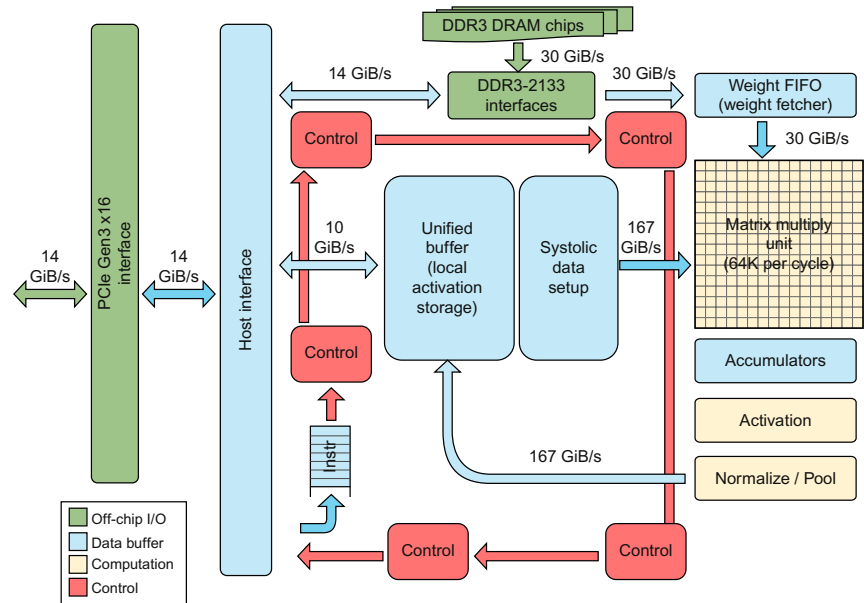 DDR3 DRAM chips
30 GiB/s
14 GiB/s
DDR3-2133
interfaces
30 GiB/s
Weight FIFO
(weight fetcher)
30 GiB/s
Control
Control
14
GiB/s
PCIe Gen3 x16
interface
14
GiB/s
Host interface
10
GiB/s
Unified
buffer
(local
activation
storage)
Systolic
data
setup
167
GiB/s
Matrix multiply
unit
(64K per cycle)
Control
Accumulators
Activation
Instr
167 GiB/s
Normalize / Pool
Off-chip I/O
Data buffer
Computation
Control
Control
Control